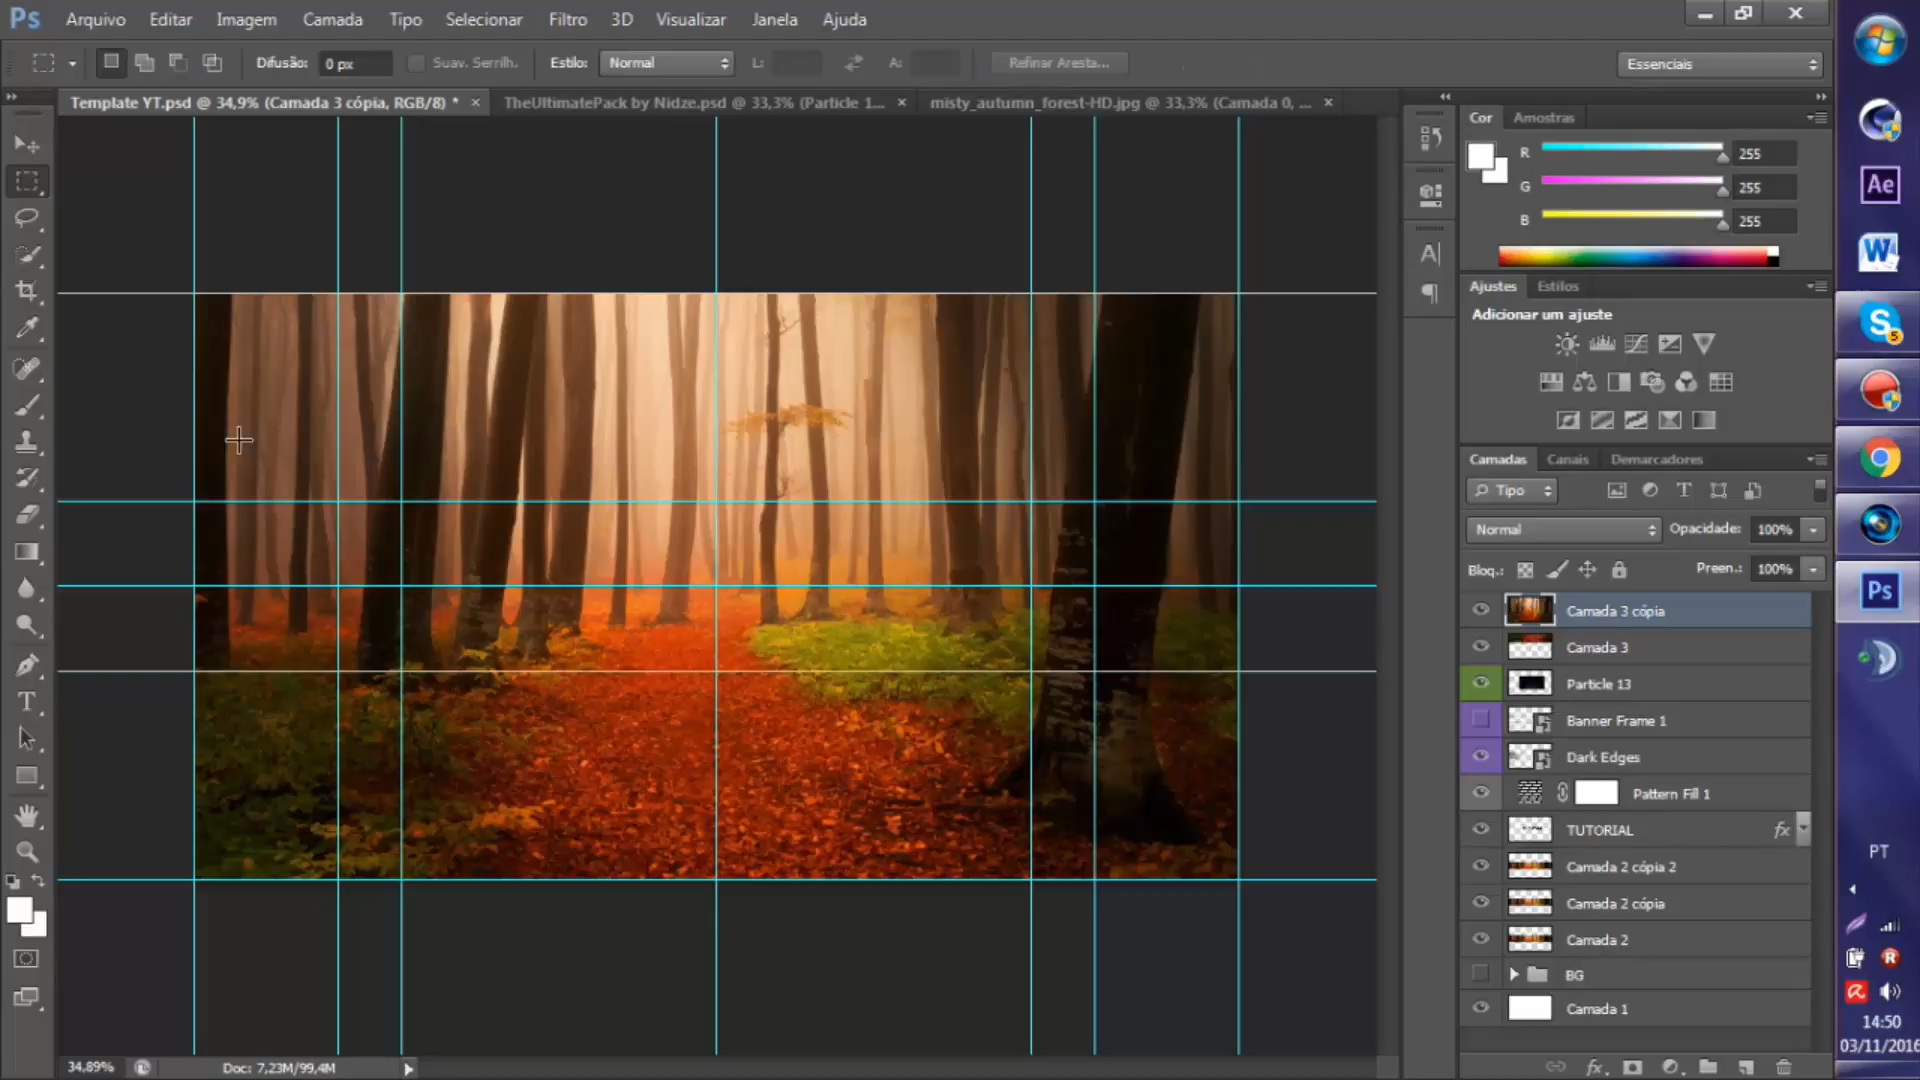 Ps Arquivo Editar Imagem Camada Tipo Selecionar Filtro 3D Visualizar Janela Ajuda
Difusão: 0 px Suav. Serrilh. Estilo: Normal L: A: Refinar Aresta... Essenciais
Template YT.psd @ 34,9% (Camada 3 cópia, RGB/8) * × TheUltimatePack by Nidze.psd @ 33,3% (Particle 1... × misty_autumn_forest-HD.jpg @ 33,3% (Camada 0, ... ×
Cor Amostras
R 255
G 255
B 255
Ajustes Estilos
Adicionar um ajuste
Camadas Canais Demarcadores
Tipo
Normal Opacidade: 100%
Bloq.: Preen.: 100%
Camada 3 cópia
Camada 3
Particle 13
Banner Frame 1
Dark Edges
Pattern Fill 1
TUTORIAL fx
Camada 2 cópia 2
Camada 2 cópia
Camada 2
BG
Camada 1
34,89% Doc: 7,23M/99,4M
fx
Ae
W
S
5
Ps
PT
R
14:50
03/11/2016